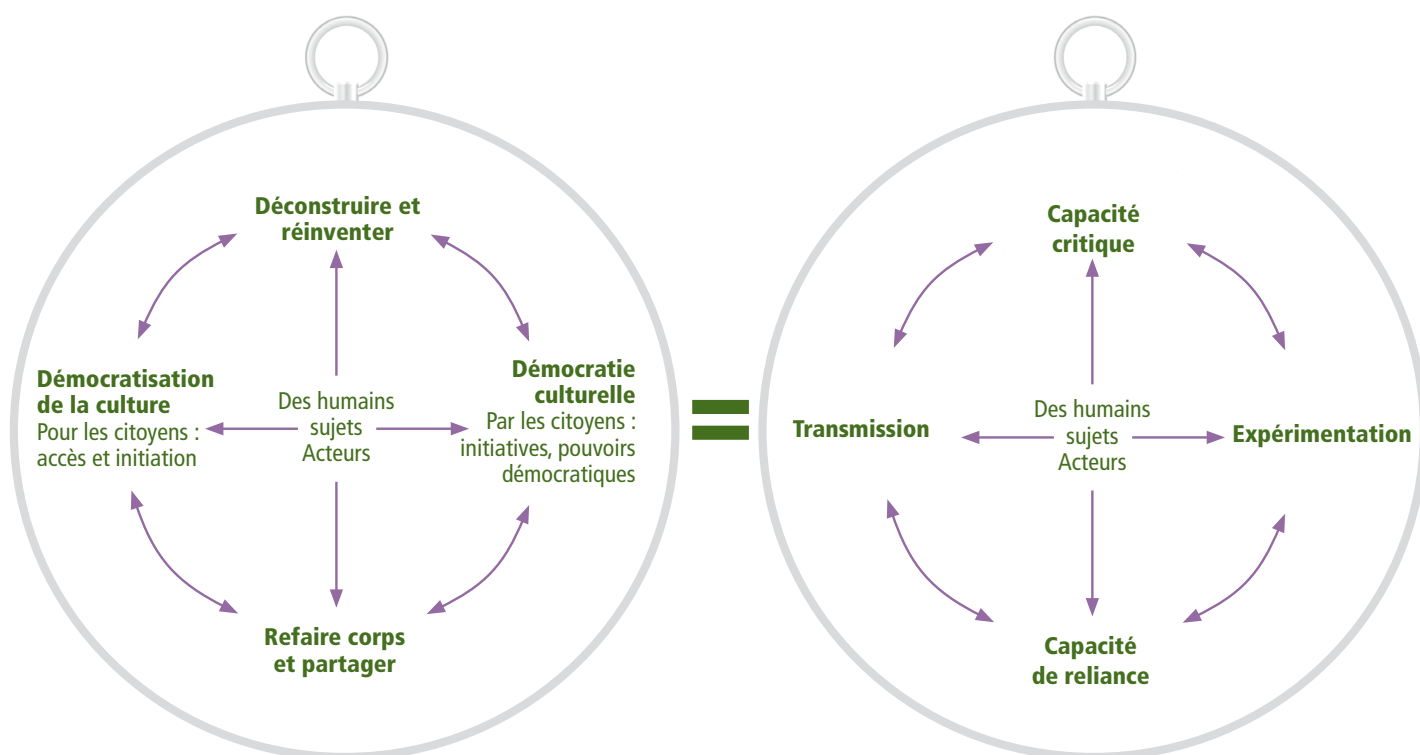 Déconstruire et
réinventer
Démocratisation
de la culture
Pour les citoyens :
accès et initiation
Des humains
sujets
Acteurs
Démocratie
culturelle
Par les citoyens :
initiatives, pouvoirs
démocratiques
Refaire corps
et partager
=
Capacité
critique
Transmission
Des humains
sujets
Acteurs
Expérimentation
Capacité
de reliance